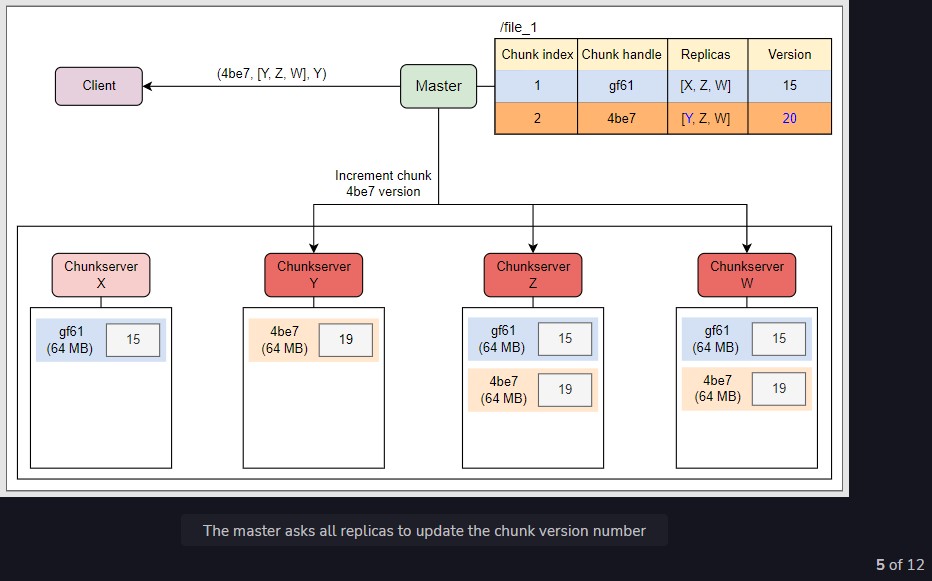 /file_1
Chunk index Chunk handle Replicas Version
1 gf61 [X, Z, W] 15
2 4be7 [Y, Z, W] 20
Client
(4be7, [Y, Z, W], Y)
Master
Increment chunk
4be7 version
Chunkserver
X
Chunkserver
Y
Chunkserver
Z
Chunkserver
W
gf61
(64 MB)
15
4be7
(64 MB)
19
gf61
(64 MB)
15
4be7
(64 MB)
19
gf61
(64 MB)
15
4be7
(64 MB)
19
The master asks all replicas to update the chunk version number
5 of 12